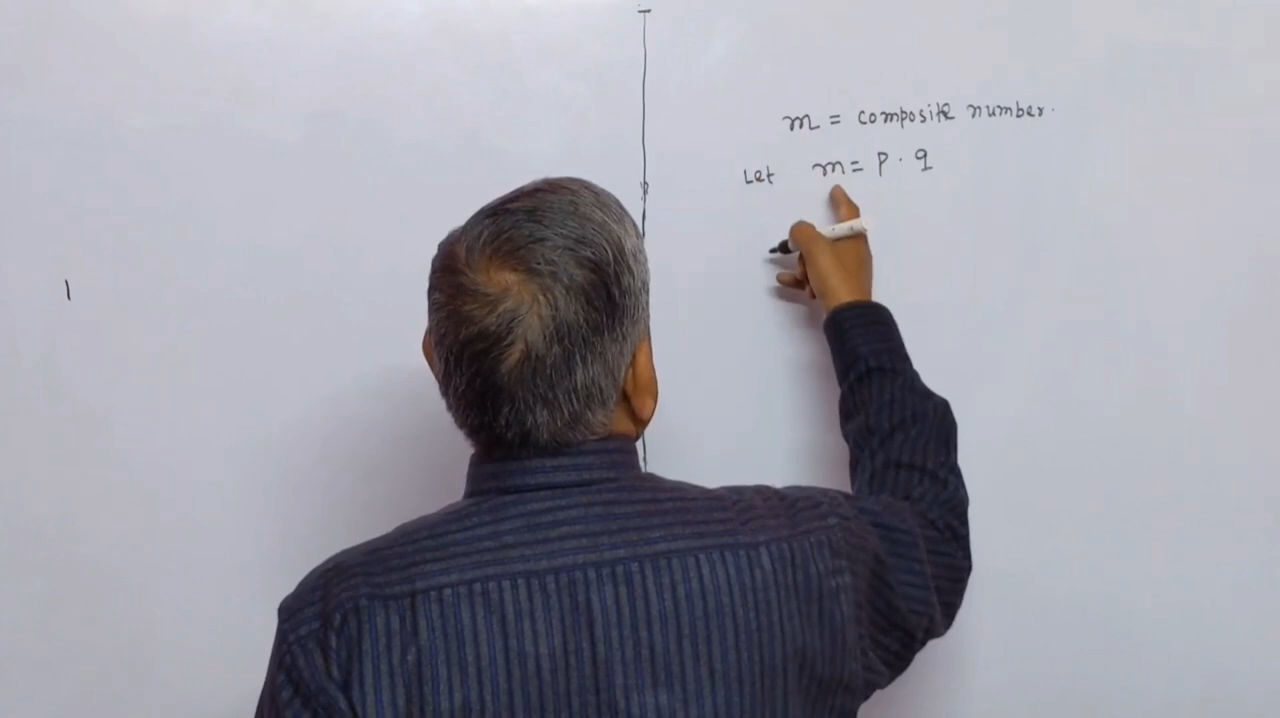 m = composite number.
Let m = p · q